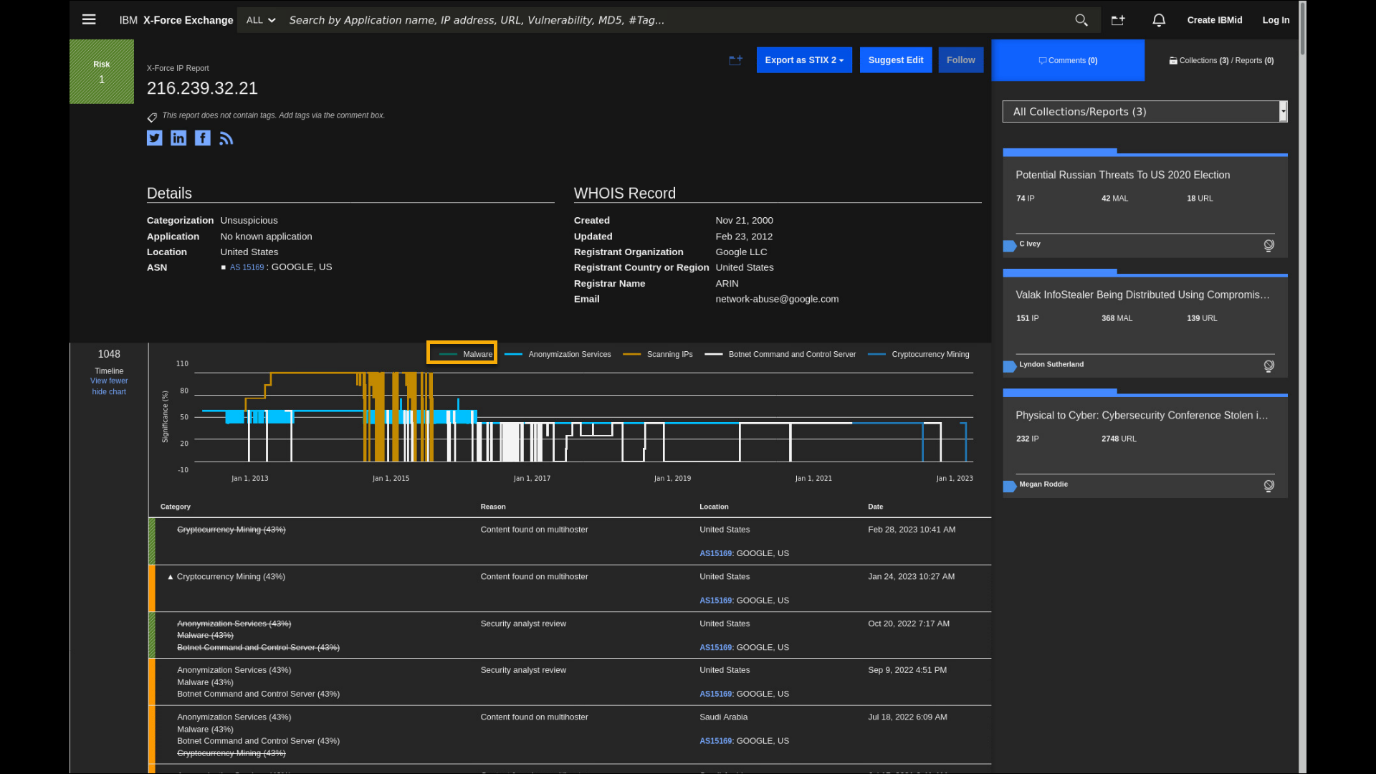 IBM X-Force Exchange
ALL
Search by Application name, IP address, URL, Vulnerability, MD5, #Tag...
Create IBMid
Log In
Risk
1
X-Force IP Report
216.239.32.21
This report does not contain tags. Add tags via the comment box.
Export as STIX 2
Suggest Edit
Follow
Comments (0)
Collections (3) / Reports (0)
Details
Categorization Unsuspicious
Application No known application
Location United States
ASN AS 15169 : GOOGLE, US
WHOIS Record
Created Nov 21, 2000
Updated Feb 23, 2012
Registrant Organization Google LLC
Registrant Country or Region United States
Registrar Name ARIN
Email network-abuse@google.com
All Collections/Reports (3)
Potential Russian Threats To US 2020 Election
74 IP 42 MAL 18 URL
C Ivey
Valak InfoStealer Being Distributed Using Compromis…
151 IP 368 MAL 139 URL
Lyndon Sutherland
Physical to Cyber: Cybersecurity Conference Stolen i…
232 IP 2748 URL
Megan Roddie
1048
Timeline
View fewer
hide chart
Malware Anonymization Services Scanning IPs Botnet Command and Control Server Cryptocurrency Mining
Significance (%)
110
80
50
20
-10
Jan 1, 2013 Jan 1, 2015 Jan 1, 2017 Jan 1, 2019 Jan 1, 2021 Jan 1, 2023
Category Reason Location Date
Cryptocurrency Mining (43%) Content found on multihoster United States Feb 28, 2023 10:41 AM
AS15169: GOOGLE, US
▲ Cryptocurrency Mining (43%) Content found on multihoster United States Jan 24, 2023 10:27 AM
AS15169: GOOGLE, US
Anonymization Services (43%) Security analyst review United States Oct 20, 2022 7:17 AM
Malware (43%)
Botnet Command and Control Server (43%) AS15169: GOOGLE, US
Anonymization Services (43%) Security analyst review United States Sep 9, 2022 4:51 PM
Malware (43%)
Botnet Command and Control Server (43%) AS15169: GOOGLE, US
Anonymization Services (43%) Content found on multihoster Saudi Arabia Jul 18, 2022 6:09 AM
Malware (43%)
Botnet Command and Control Server (43%) AS15169: GOOGLE, US
Cryptocurrency Mining (43%)